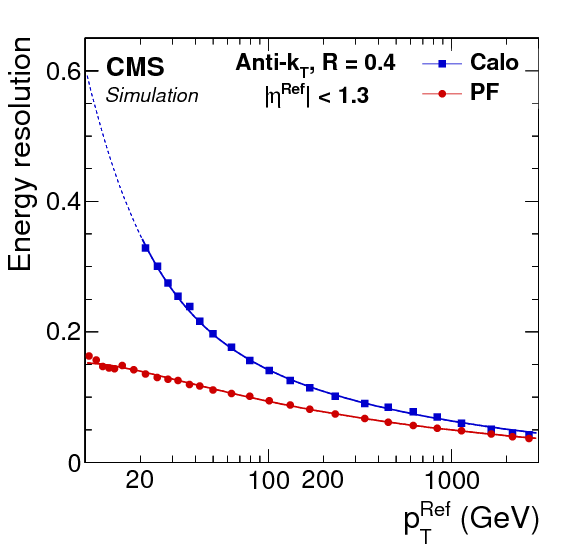 CMS
Simulation
Anti-kT, R = 0.4
|ηRef| < 1.3
Calo
PF
Energy resolution
0.6
0.4
0.2
0
20 100 200 1000
pTRef (GeV)